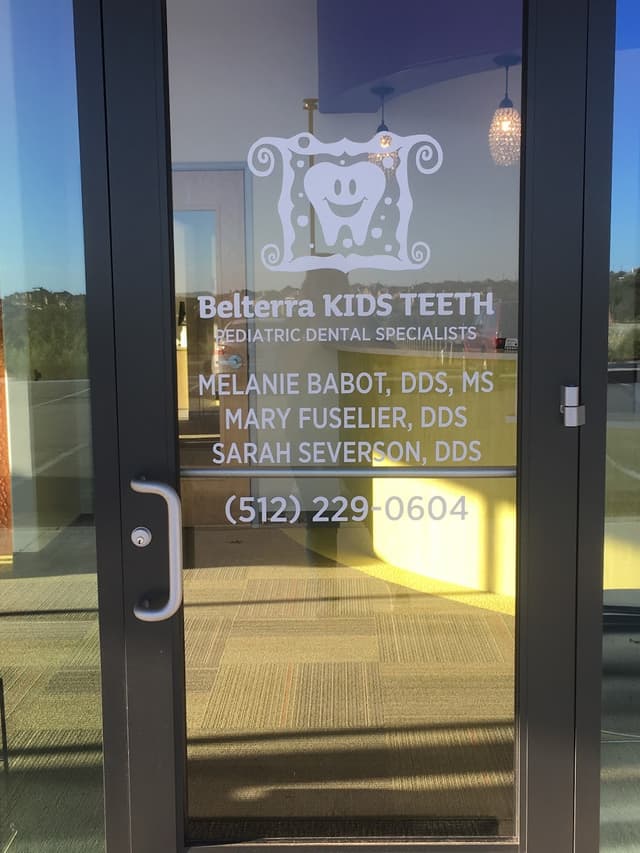 Belterra KIDS TEETH
PEDIATRIC DENTAL SPECIALISTS
MELANIE BABOT, DDS, MS
MARY FUSELIER, DDS
SARAH SEVERSON, DDS
(512) 229-0604